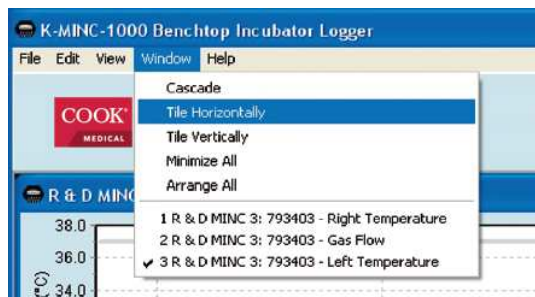 K-MINC-1000 Benchtop Incubator Logger
File Edit View Window Help
Cascade
Tile Horizontally
Tile Vertically
Minimize All
Arrange All
1 R & D MINC 3: 793403 - Right Temperature
2 R & D MINC 3: 793403 - Gas Flow
✓ 3 R & D MINC 3: 793403 - Left Temperature
COOK®
MEDICAL
R & D MINC
38.0
36.0
34.0
(°C)